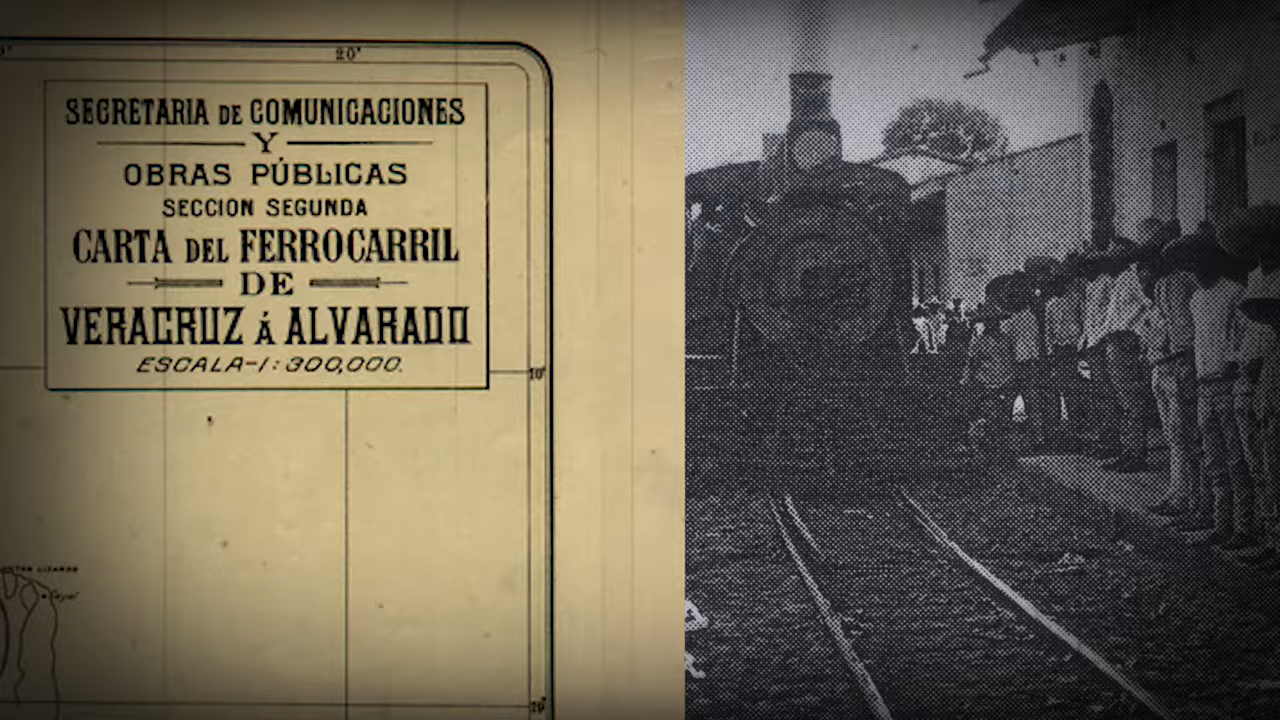 20'
SECRETARIA DE COMUNICACIONES
Y
OBRAS PÚBLICAS
SECCION SEGUNDA
CARTA DEL FERROCARRIL
DE
VERACRUZ Á ALVARADO
ESCALA-1:300,000.
10'